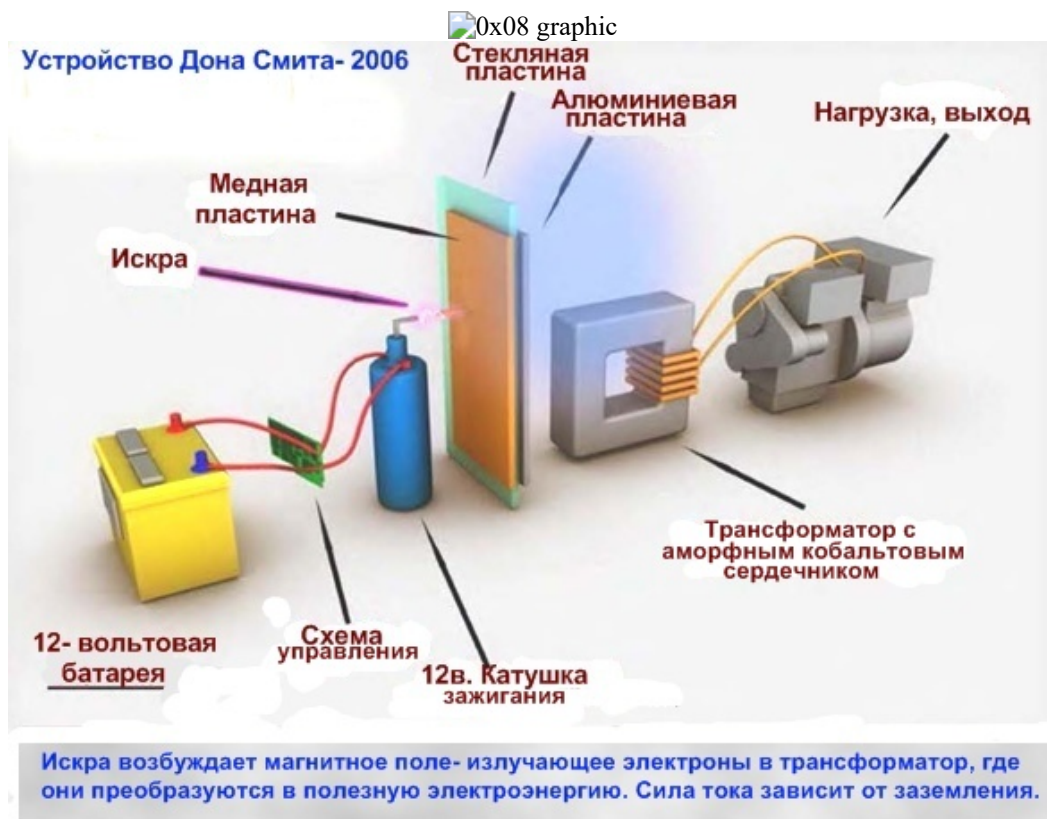 0x08 graphic
Устройство Дона Смита- 2006
Стекляная
пластина
Алюминиевая
пластина
Нагрузка, выход
Медная
пластина
Искра
Трансформатор с
аморфным кобальтовым
сердечником
12- вольтовая
батарея
Схема
управления
12в. Катушка
зажигания
Искра возбуждает магнитное поле- излучающее электроны в трансформатор, где
они преобразуются в полезную электроэнергию. Сила тока зависит от заземления.